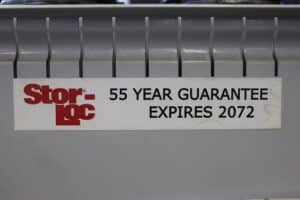 Stor-
Loc
55 YEAR GUARANTEE
EXPIRES 2072